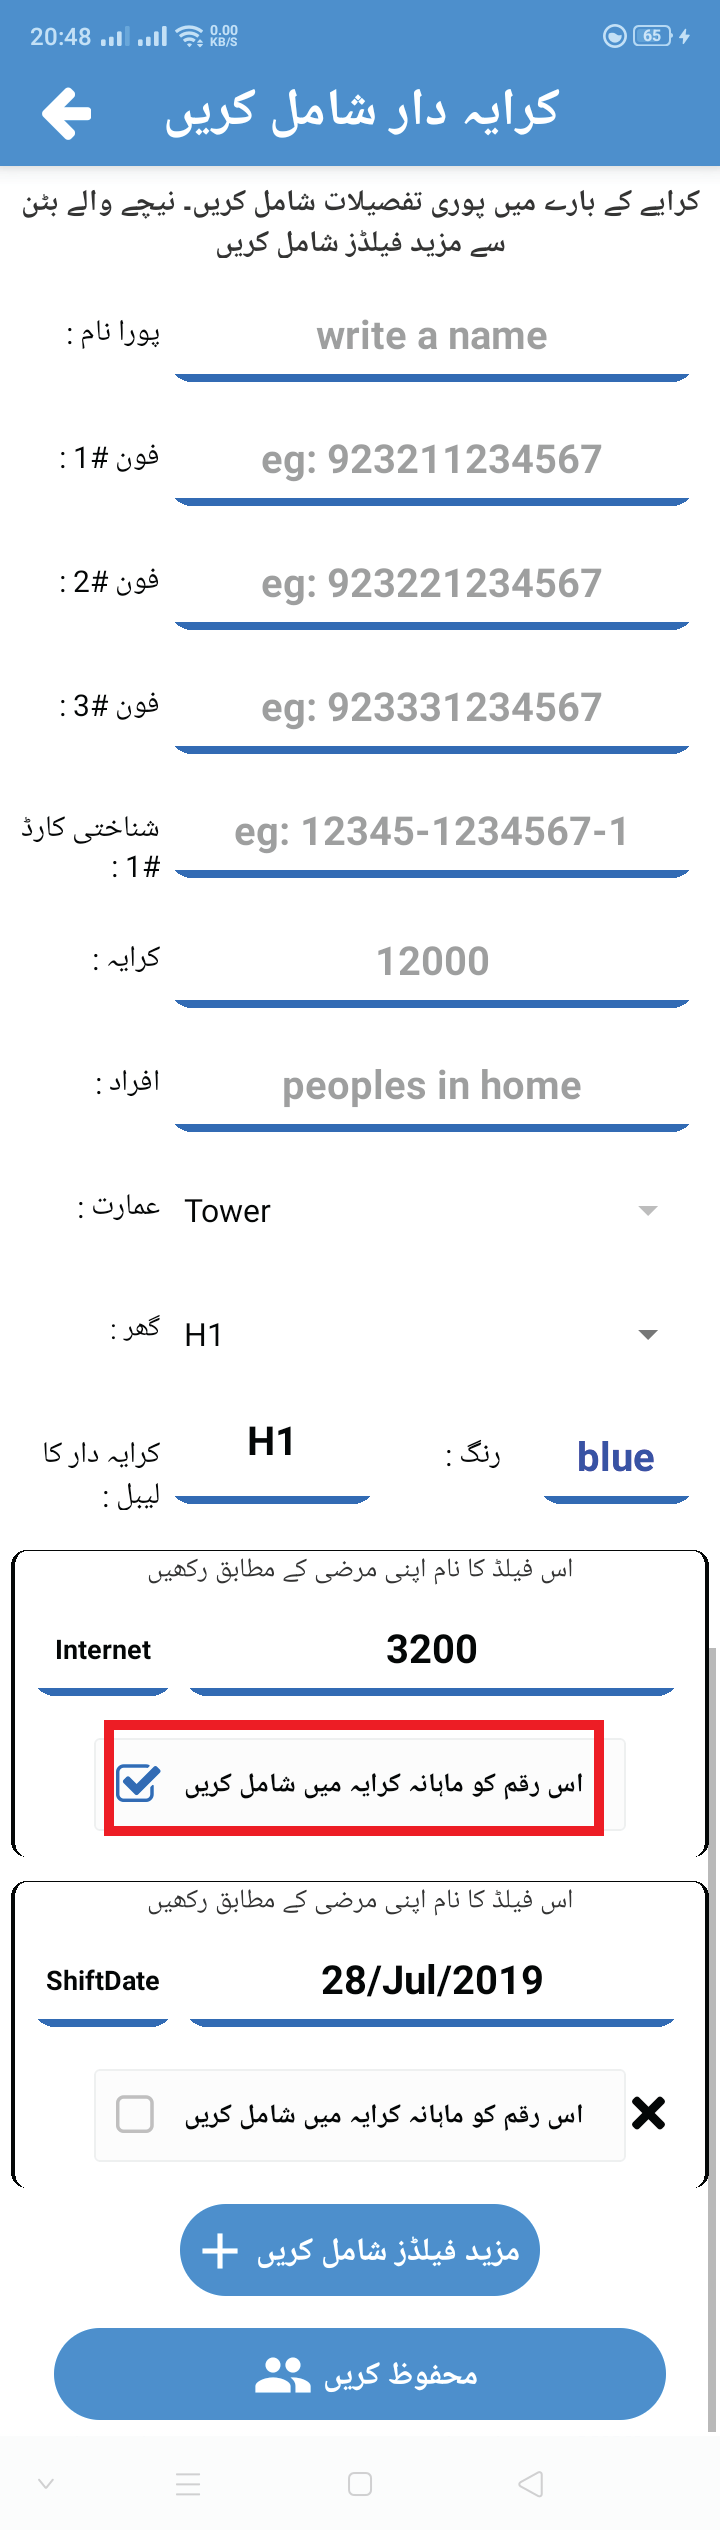 20:48 0.00 KB/S 65
کرایہ دار شامل کریں
کرایے کے بارے میں پوری تفصیلات شامل کریں۔ نیچے والے بٹن
سے مزید فیلڈز شامل کریں
پورا نام :
write a name
فون #1 :
eg: 923211234567
فون #2 :
eg: 923221234567
فون #3 :
eg: 923331234567
شناختی کارڈ
#1 :
eg: 12345-1234567-1
کرایہ :
12000
افراد :
peoples in home
عمارت :
Tower
گھر :
H1
کرایہ دار کا
لیبل :
H1
رنگ :
blue
اس فیلڈ کا نام اپنی مرضی کے مطابق رکھیں
Internet 3200
اس رقم کو ماہانہ کرایہ میں شامل کریں
اس فیلڈ کا نام اپنی مرضی کے مطابق رکھیں
ShiftDate 28/Jul/2019
اس رقم کو ماہانہ کرایہ میں شامل کریں
مزید فیلڈز شامل کریں
محفوظ کریں